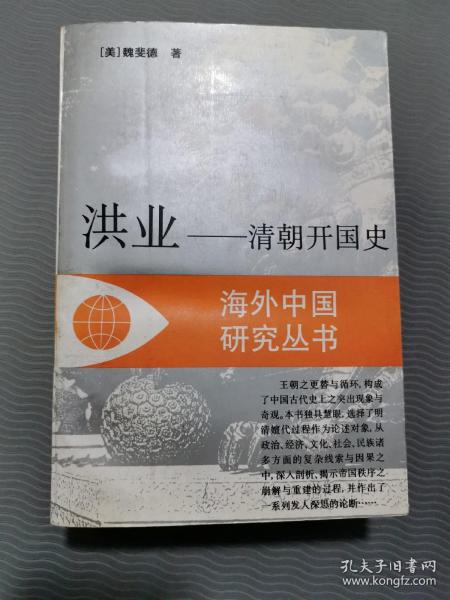 [美]魏斐德 著
洪业——清朝开国史
海外中国
研究丛书
王朝之更替与循环,构成
了中国古代史上之突出现象与
奇观。本书独具慧眼,选择了明
清嬗代过程作为论述对象,从
政治、经济、文化、社会、民族诸
多方面的复杂线索与因果之
中,深入剖析、揭示帝国秩序之
崩解与重建的过程,并作出了
一系列发人深思的论断……
孔夫子旧书网
www.kongfz.com